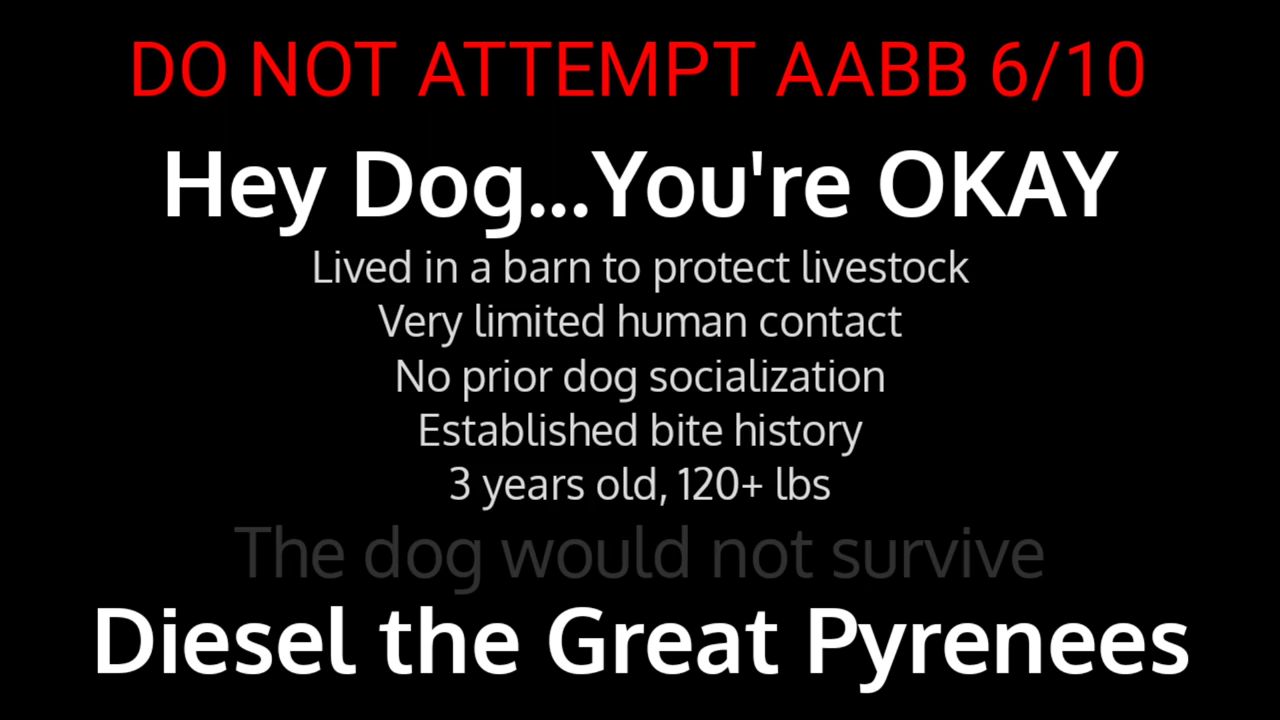 DO NOT ATTEMPT AABB 6/10
Hey Dog...You're OKAY
Lived in a barn to protect livestock
Very limited human contact
No prior dog socialization
Established bite history
3 years old, 120+ lbs
The dog would not survive
Diesel the Great Pyrenees